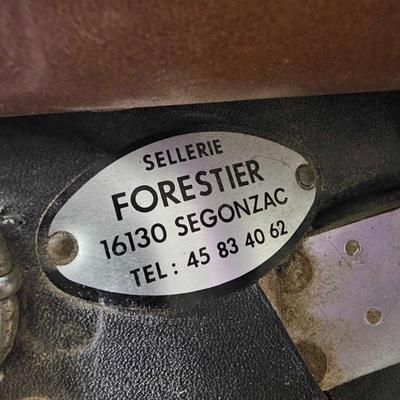 SELLERIE
FORESTIER
16130 SEGONZAC
TEL : 45 83 40 62